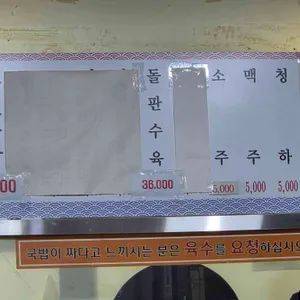 돌판수육
36,000
소주
5,000
맥주
5,000
청하
5,000
국밥이 짜다고 느끼시는 분은 육수를 요청하십시오